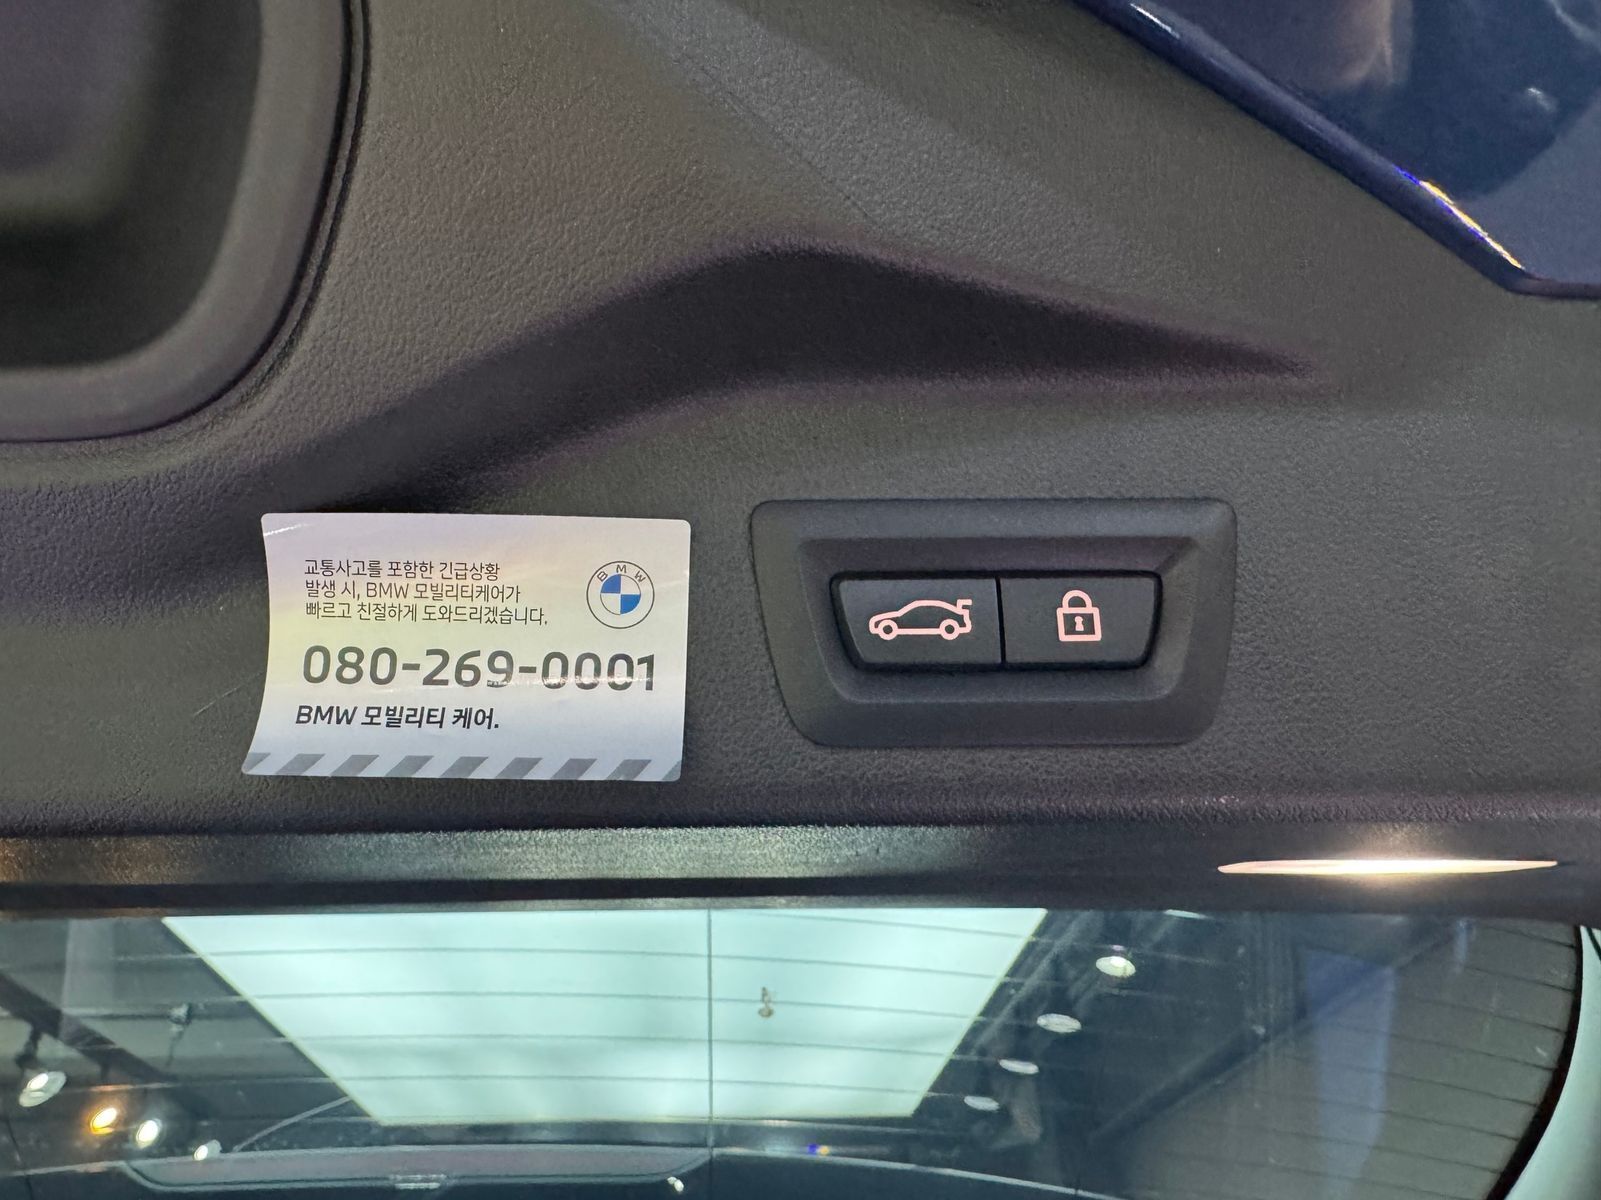 교통사고를 포함한 긴급상황
발생 시, BMW 모빌리티케어가
빠르고 친절하게 도와드리겠습니다.
BMW
080-269-0001
BMW 모빌리티 케어.